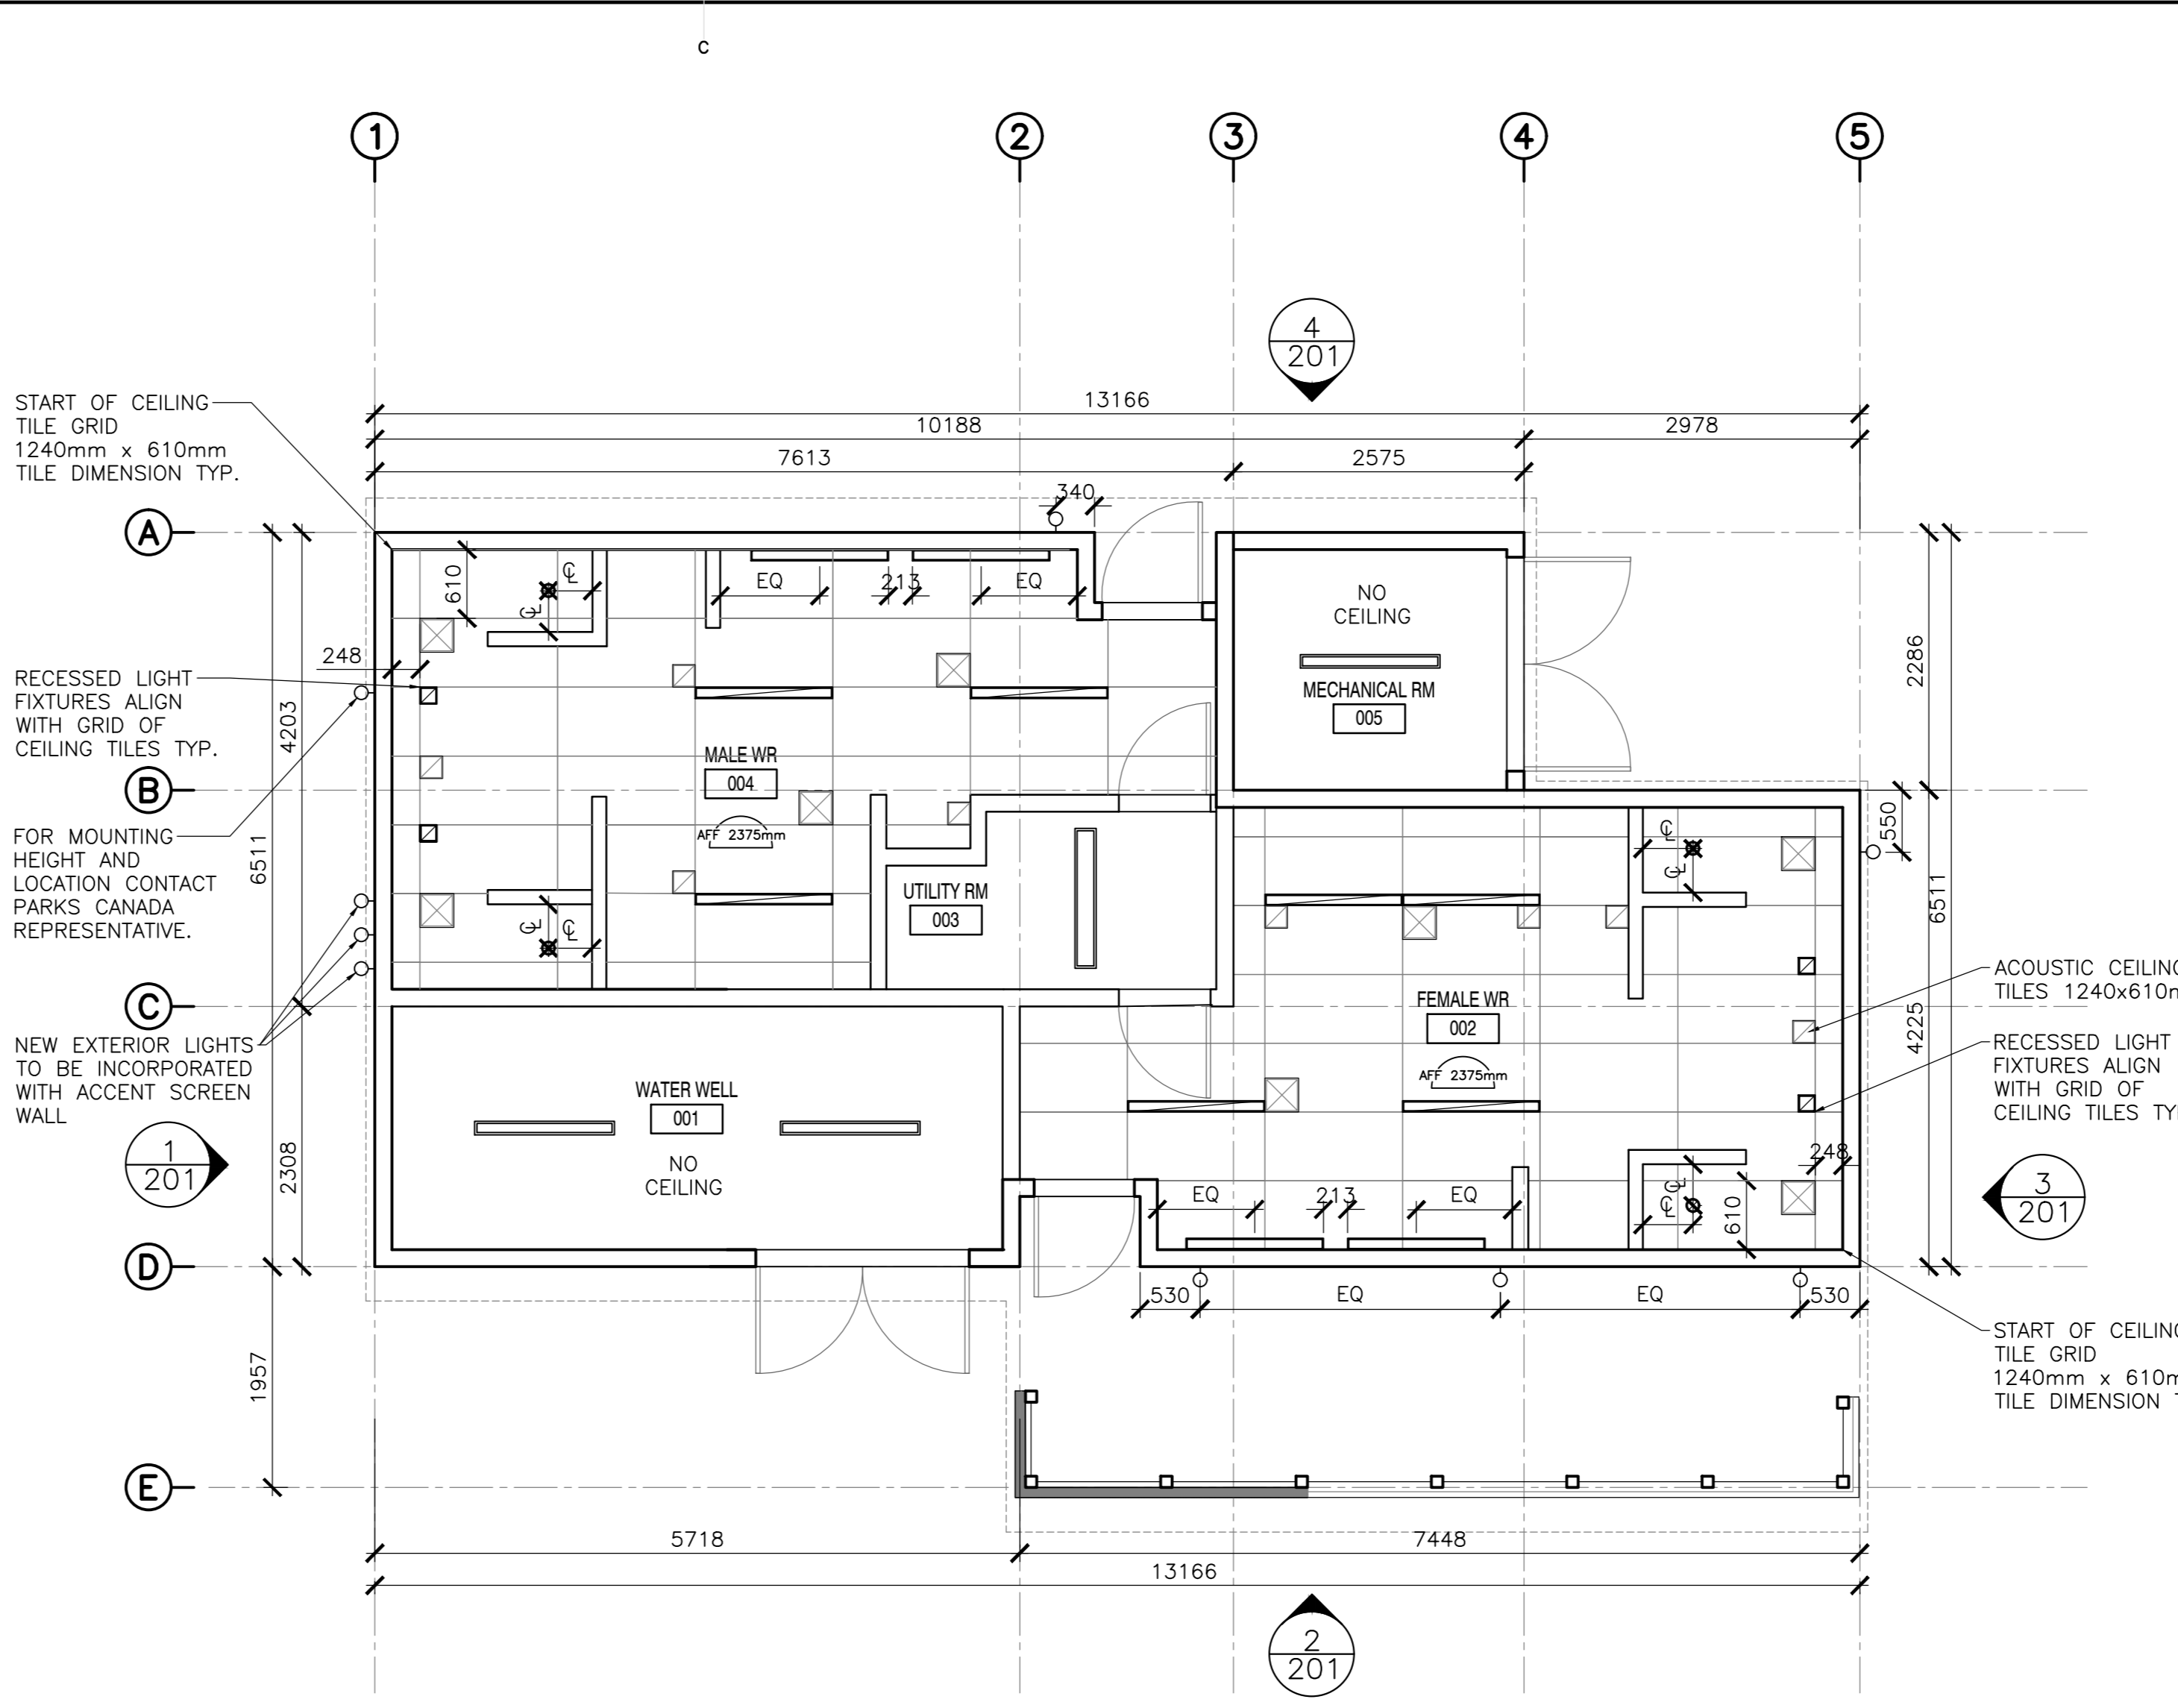 c
1
2
3
4
5
4
201
START OF CEILING
TILE GRID
1240mm x 610mm
TILE DIMENSION TYP.
13166
10188
2978
7613
2575
340
A
610
℄
℄
EQ
213
EQ
NO
CEILING
248
RECESSED LIGHT
FIXTURES ALIGN
WITH GRID OF
CEILING TILES TYP.
4203
2286
MECHANICAL RM
005
MALE WR
004
AFF 2375mm
B
FOR MOUNTING
HEIGHT AND
LOCATION CONTACT
PARKS CANADA
REPRESENTATIVE.
6511
550
℄
℄
UTILITY RM
003
℄
℄
6511
ACOUSTIC CEILING
TILES 1240x610m
C
FEMALE WR
002
AFF 2375mm
4225
NEW EXTERIOR LIGHTS
TO BE INCORPORATED
WITH ACCENT SCREEN
WALL
RECESSED LIGHT
FIXTURES ALIGN
WITH GRID OF
CEILING TILES TY
WATER WELL
001
NO
CEILING
1
201
2308
248
3
201
EQ
213
EQ
℄
℄
610
D
530
EQ
EQ
530
START OF CEILING
TILE GRID
1240mm x 610m
TILE DIMENSION T
1957
E
5718
7448
13166
2
201